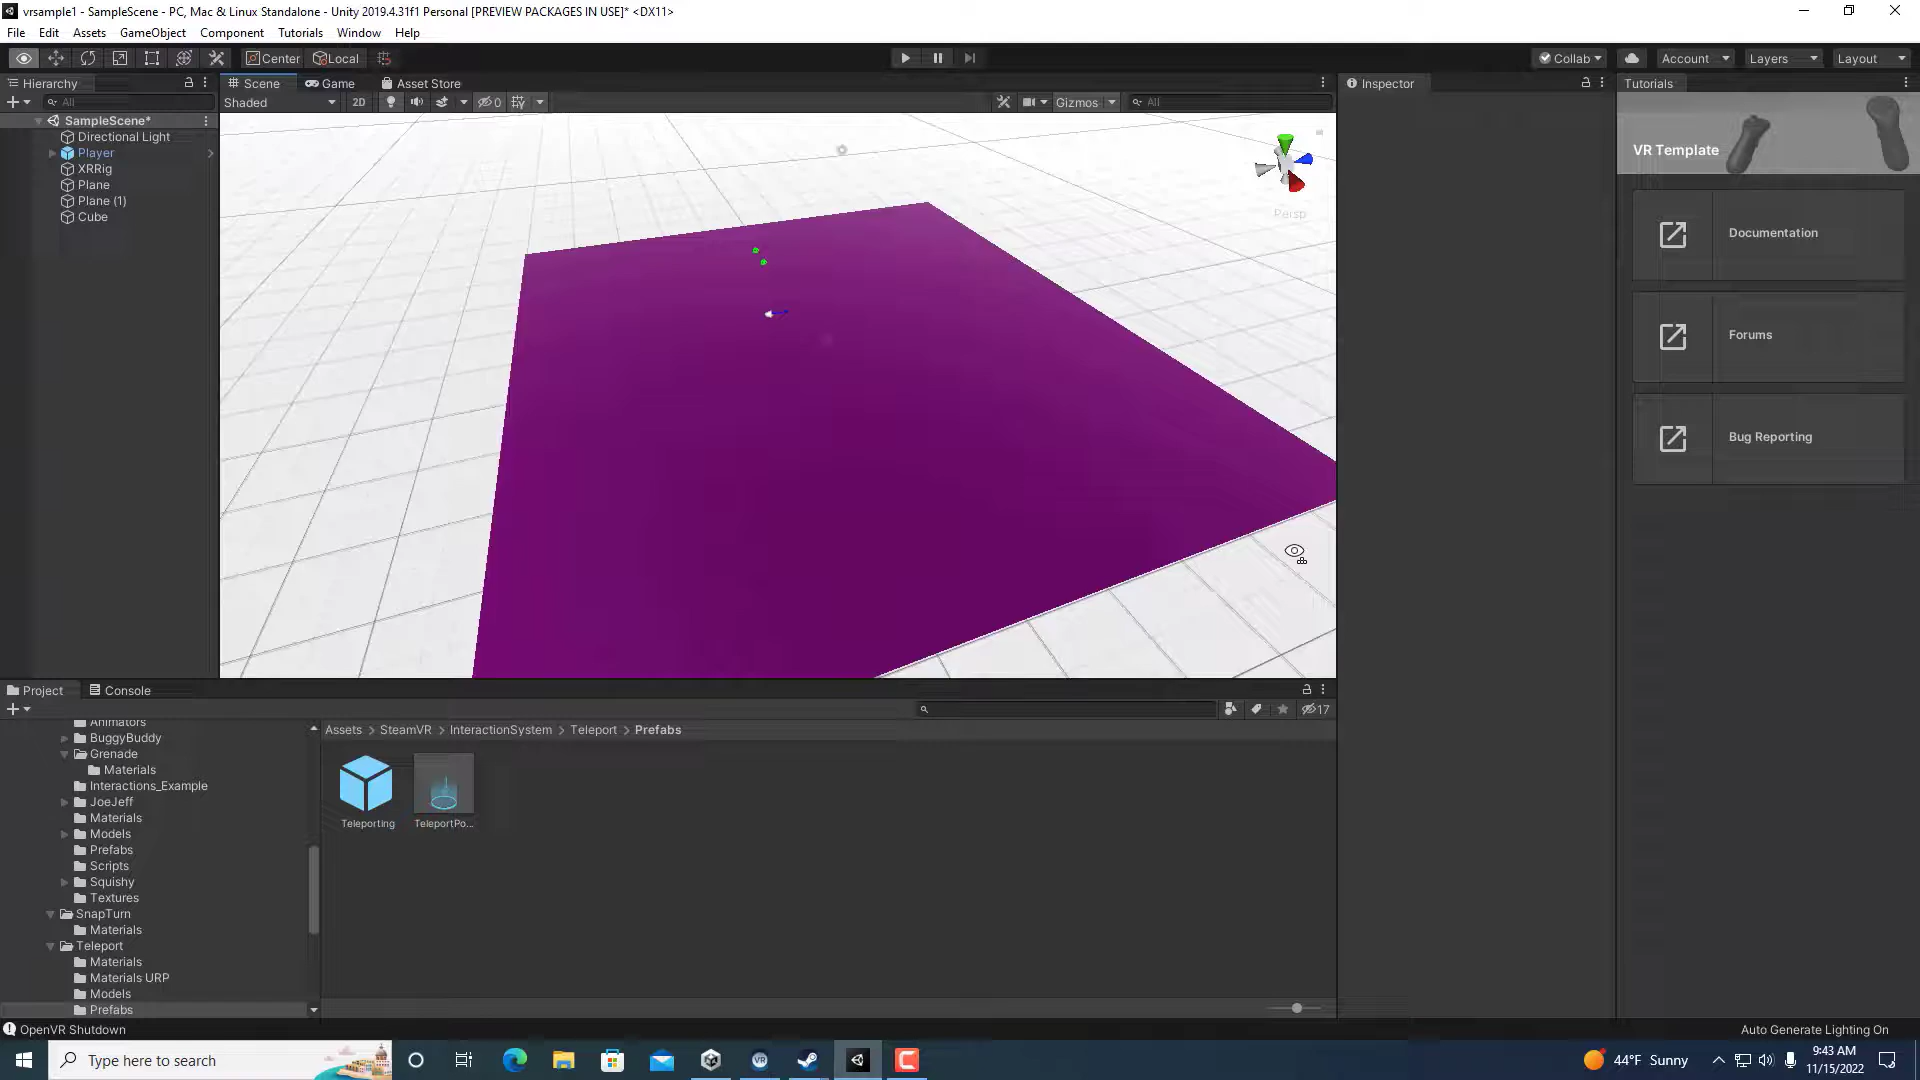 vrsample1 - SampleScene - PC, Mac & Linux Standalone - Unity 2019.4.31f1 Personal [PREVIEW PACKAGES IN USE]* <DX11>
File Edit Assets GameObject Component Tutorials Window Help
Center Local Collab Account Layers Layout
Hierarchy Scene Game Asset Store Inspector Tutorials
All Shaded 2D 0 Gizmos All
SampleScene*
Directional Light
Player
XRRig
Plane
Plane (1)
Cube
Persp
VR Template
Documentation
Forums
Bug Reporting
Project Console
17
Animators
BuggyBuddy
Grenade
Materials
Interactions_Example
JoeJeff
Materials
Models
Prefabs
Scripts
Squishy
Textures
SnapTurn
Materials
Teleport
Materials
Materials URP
Models
Prefabs
Assets > SteamVR > InteractionSystem > Teleport > Prefabs
Teleporting TeleportPo...
OpenVR Shutdown Auto Generate Lighting On
Type here to search VR 44°F Sunny 9:43 AM
11/15/2022